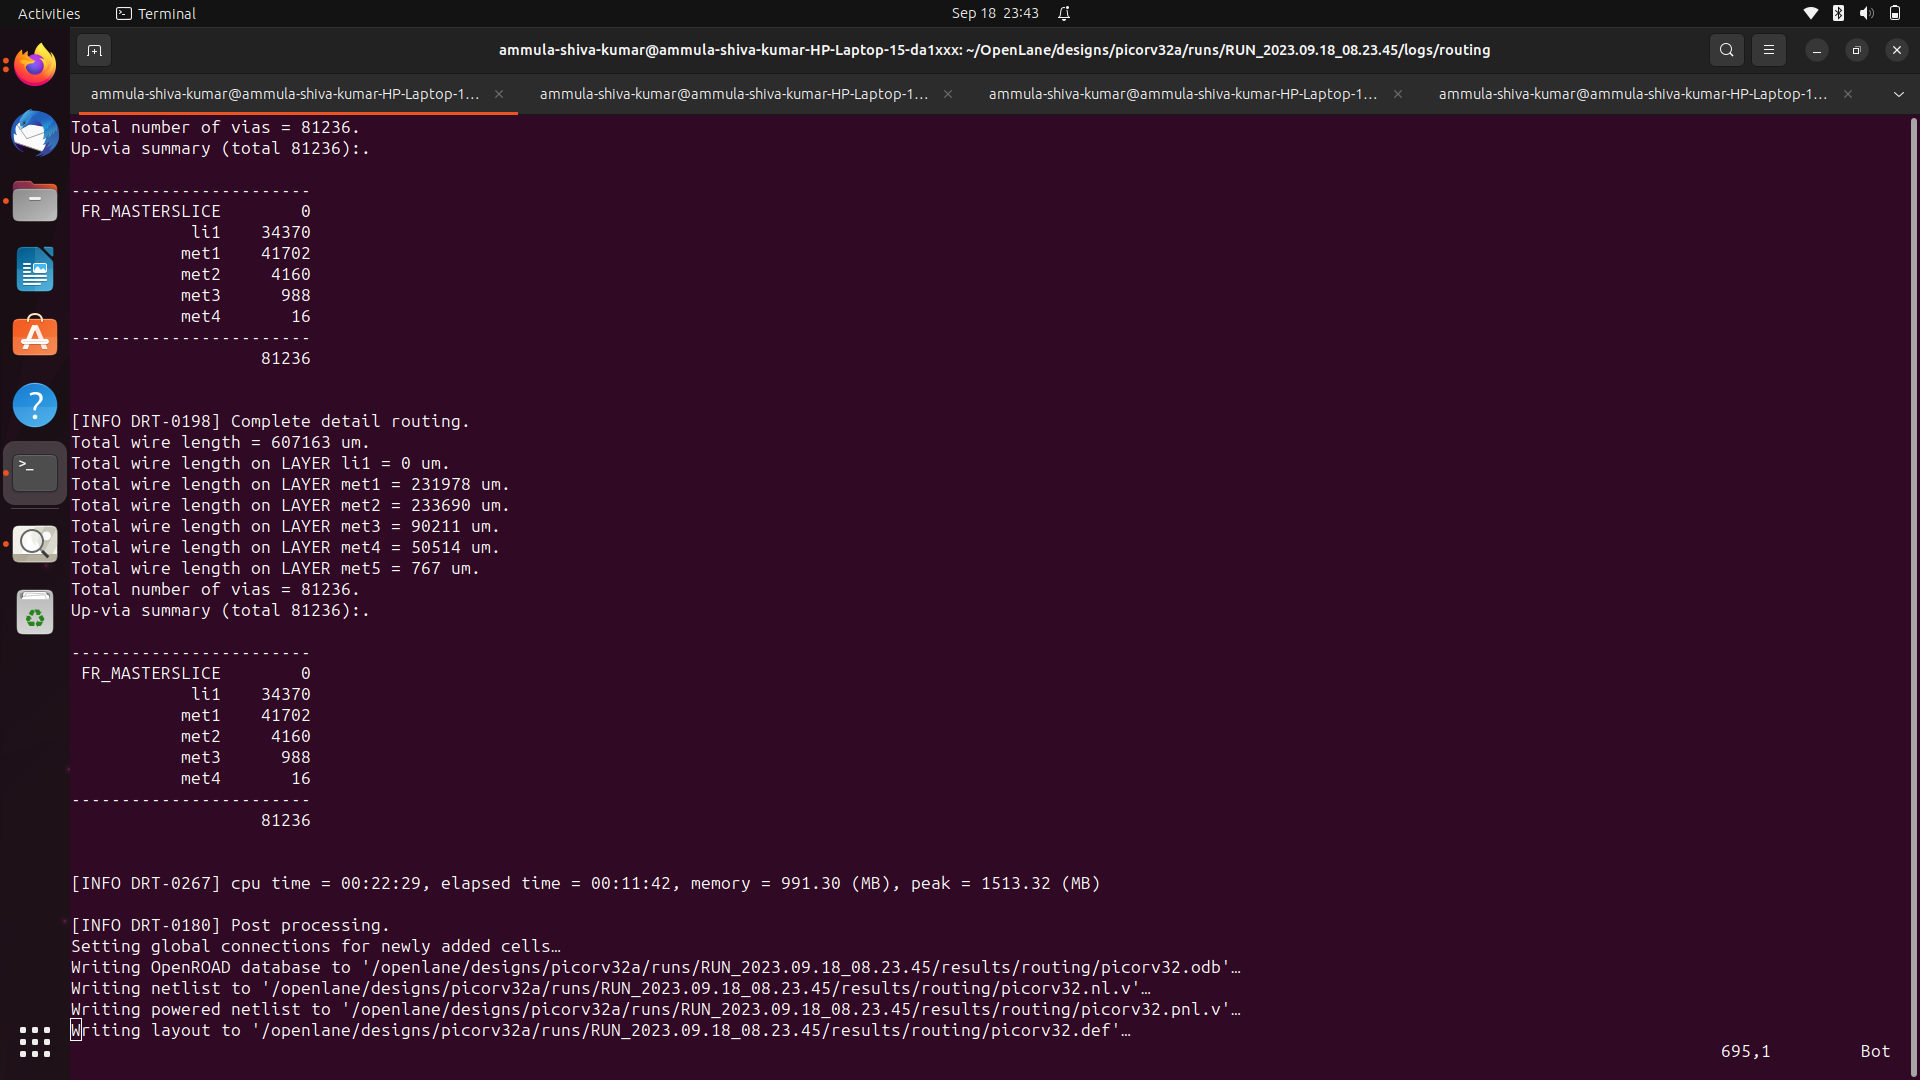 Activities
Terminal
Sep 18 23:43
ammula-shiva-kumar@ammula-shiva-kumar-HP-Laptop-15-da1xxx: ~/OpenLane/designs/picorv32a/runs/RUN_2023.09.18_08.23.45/logs/routing
ammula-shiva-kumar@ammula-shiva-kumar-HP-Laptop-1...
ammula-shiva-kumar@ammula-shiva-kumar-HP-Laptop-1...
ammula-shiva-kumar@ammula-shiva-kumar-HP-Laptop-1...
ammula-shiva-kumar@ammula-shiva-kumar-HP-Laptop-1...
Total number of vias = 81236.
Up-via summary (total 81236):.
------------------------
FR_MASTERSLICE 0
li1 34370
met1 41702
met2 4160
met3 988
met4 16
------------------------
81236
[INFO DRT-0198] Complete detail routing.
Total wire length = 607163 um.
Total wire length on LAYER li1 = 0 um.
Total wire length on LAYER met1 = 231978 um.
Total wire length on LAYER met2 = 233690 um.
Total wire length on LAYER met3 = 90211 um.
Total wire length on LAYER met4 = 50514 um.
Total wire length on LAYER met5 = 767 um.
Total number of vias = 81236.
Up-via summary (total 81236):.
------------------------
FR_MASTERSLICE 0
li1 34370
met1 41702
met2 4160
met3 988
met4 16
------------------------
81236
[INFO DRT-0267] cpu time = 00:22:29, elapsed time = 00:11:42, memory = 991.30 (MB), peak = 1513.32 (MB)
[INFO DRT-0180] Post processing.
Setting global connections for newly added cells…
Writing OpenROAD database to '/openlane/designs/picorv32a/runs/RUN_2023.09.18_08.23.45/results/routing/picorv32.odb'…
Writing netlist to '/openlane/designs/picorv32a/runs/RUN_2023.09.18_08.23.45/results/routing/picorv32.nl.v'…
Writing powered netlist to '/openlane/designs/picorv32a/runs/RUN_2023.09.18_08.23.45/results/routing/picorv32.pnl.v'…
Writing layout to '/openlane/designs/picorv32a/runs/RUN_2023.09.18_08.23.45/results/routing/picorv32.def'…
695,1 Bot